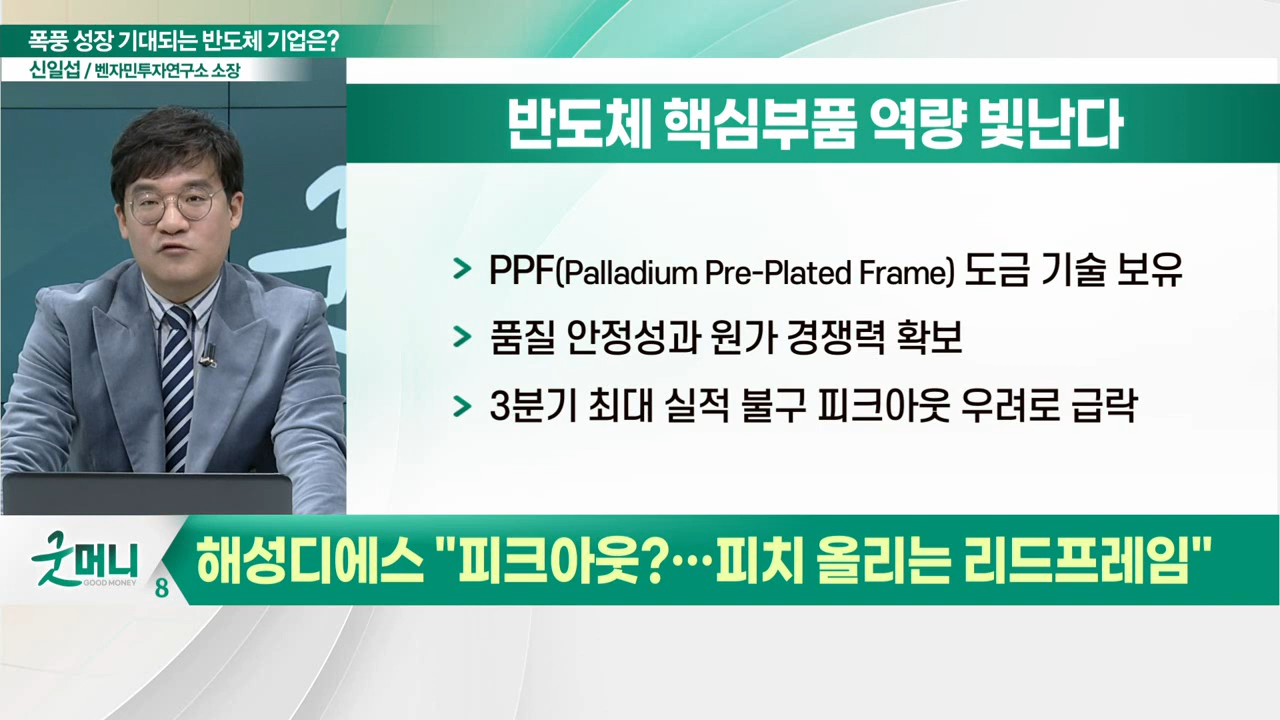 폭풍 성장 기대되는 반도체 기업은?
신일섭 / 벤자민투자연구소 소장
반도체 핵심부품 역량 빛난다
> PPF(Palladium Pre-Plated Frame) 도금 기술 보유
> 품질 안정성과 원가 경쟁력 확보
> 3분기 최대 실적 불구 피크아웃 우려로 급락
굿머니
GOOD MONEY
8
해성디에스 "피크아웃?…피치 올리는 리드프레임"